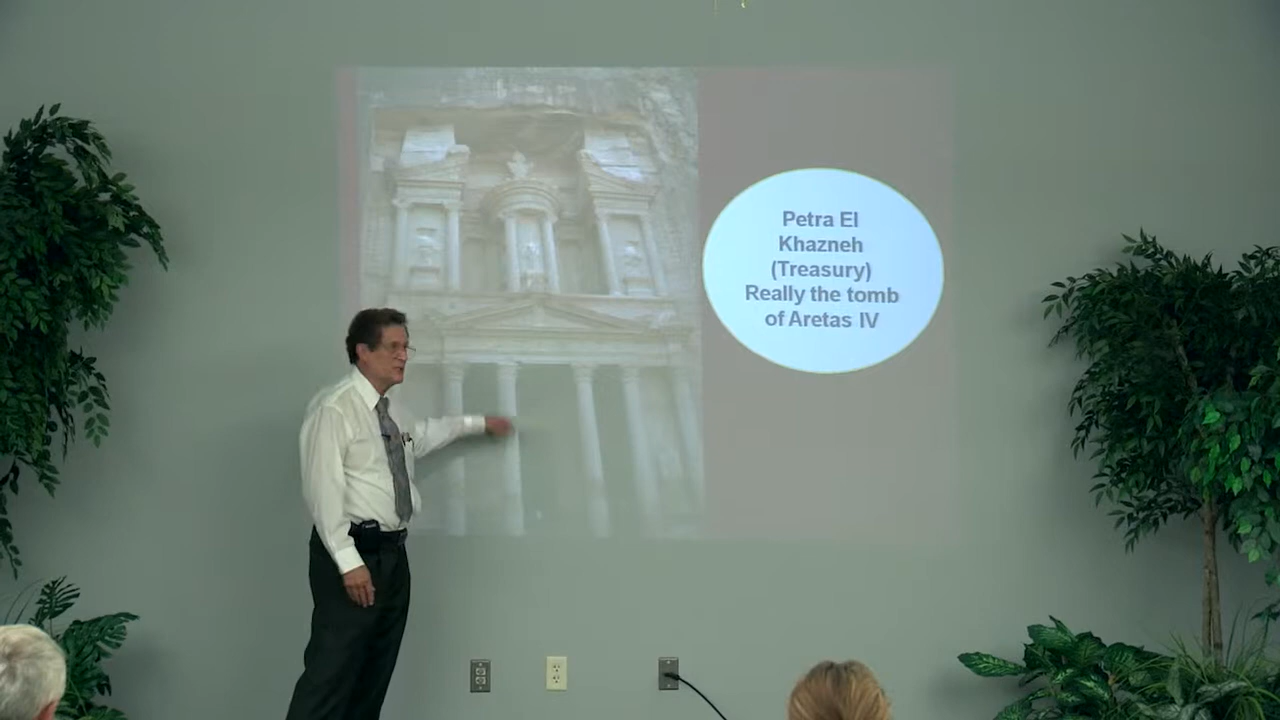 Petra El
Khazneh
(Treasury)
Really the tomb
of Aretas IV